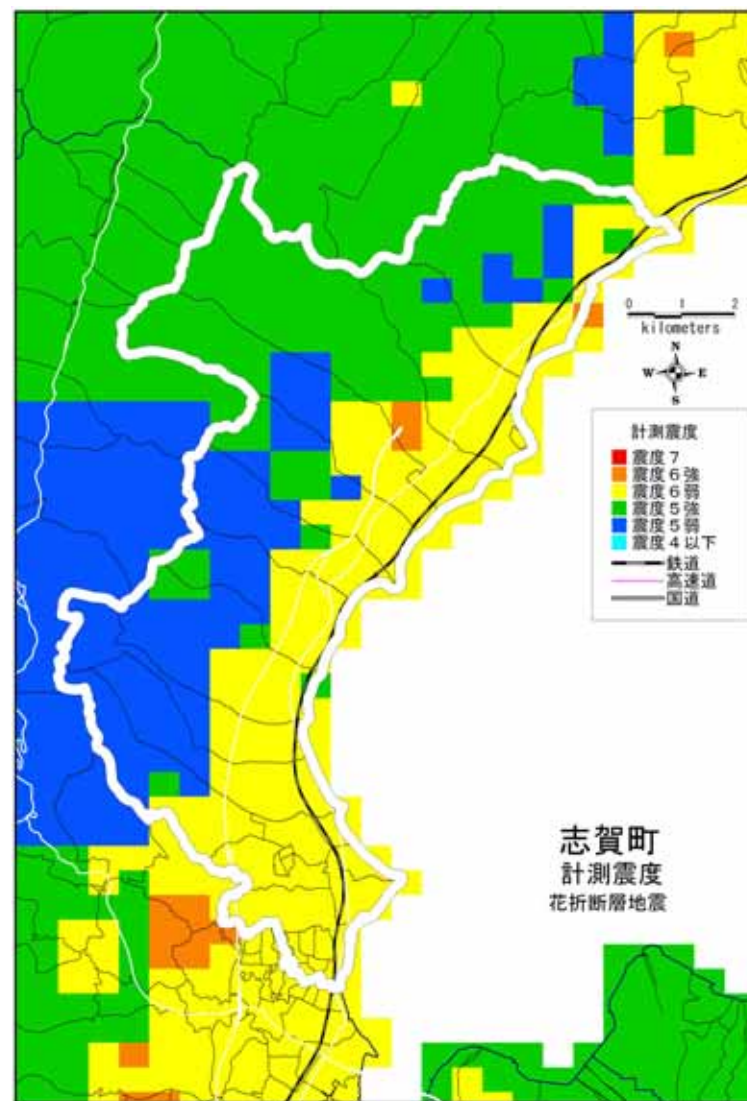 0 1 2
kilometers
N
W E
S
計測震度
震度７
震度６強
震度６弱
震度５強
震度５弱
震度４以下
鉄道
高速道
国道
志賀町
計測震度
花折断層地震